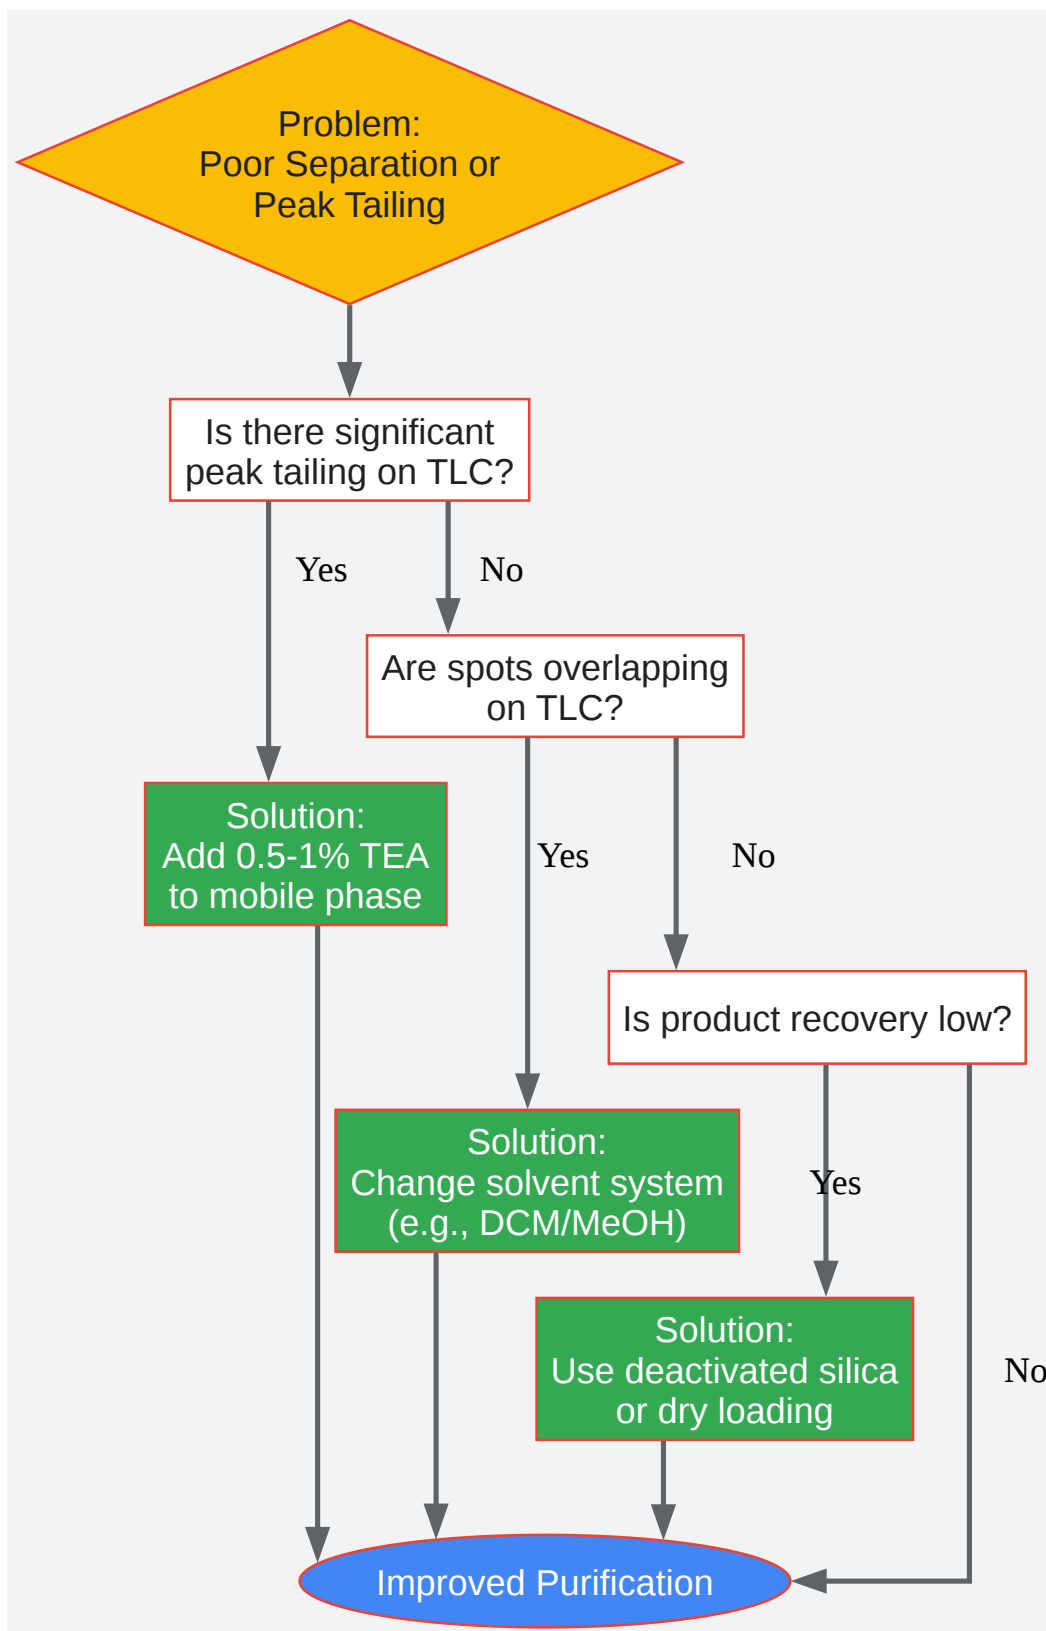 Problem:
Poor Separation or
Peak Tailing
Is there significant
peak tailing on TLC?
Yes
No
Are spots overlapping
on TLC?
Solution:
Add 0.5-1% TEA
to mobile phase
Yes
No
Is product recovery low?
Solution:
Change solvent system
(e.g., DCM/MeOH)
Yes
Solution:
Use deactivated silica
or dry loading
No
Improved Purification